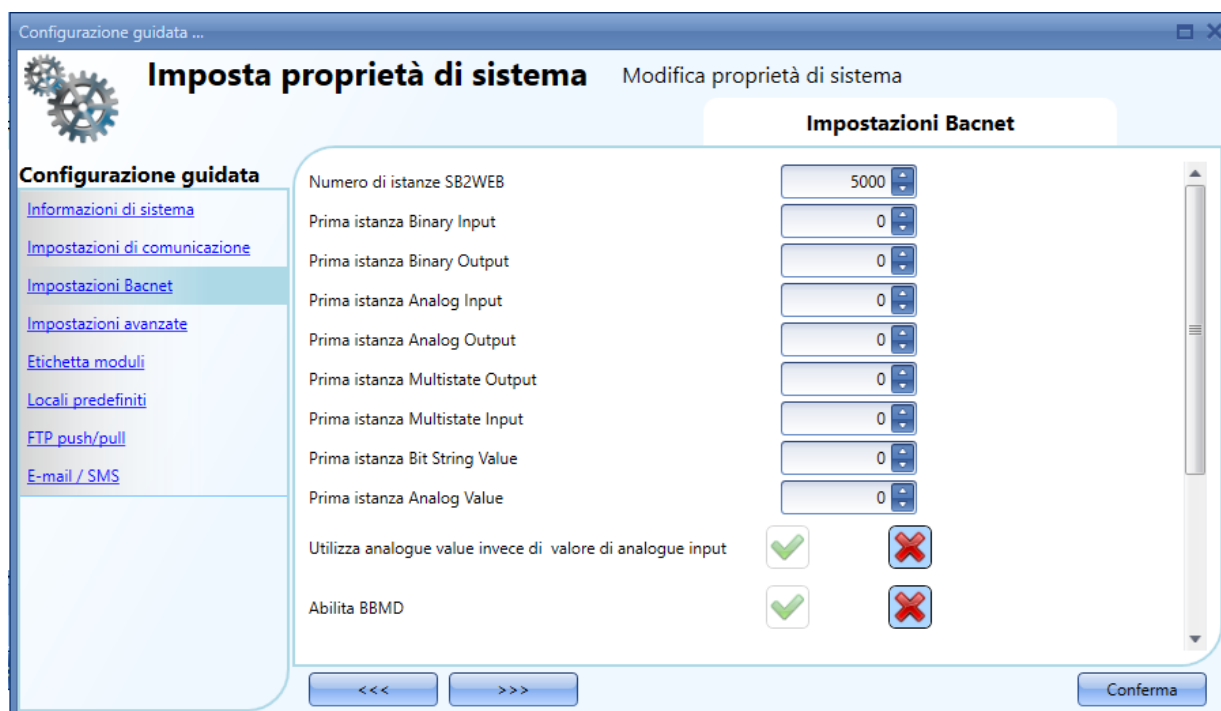 Configurazione guidata ...
Imposta proprietà di sistema Modifica proprietà di sistema
Impostazioni Bacnet
Configurazione guidata
Informazioni di sistema
Impostazioni di comunicazione
Impostazioni Bacnet
Impostazioni avanzate
Etichetta moduli
Locali predefiniti
FTP push/pull
E-mail / SMS
Numero di istanze SB2WEB 5000
Prima istanza Binary Input 0
Prima istanza Binary Output 0
Prima istanza Analog Input 0
Prima istanza Analog Output 0
Prima istanza Multistate Output 0
Prima istanza Multistate Input 0
Prima istanza Bit String Value 0
Prima istanza Analog Value 0
Utilizza analogue value invece di valore di analogue input
Abilita BBMD
<<< >>> Conferma